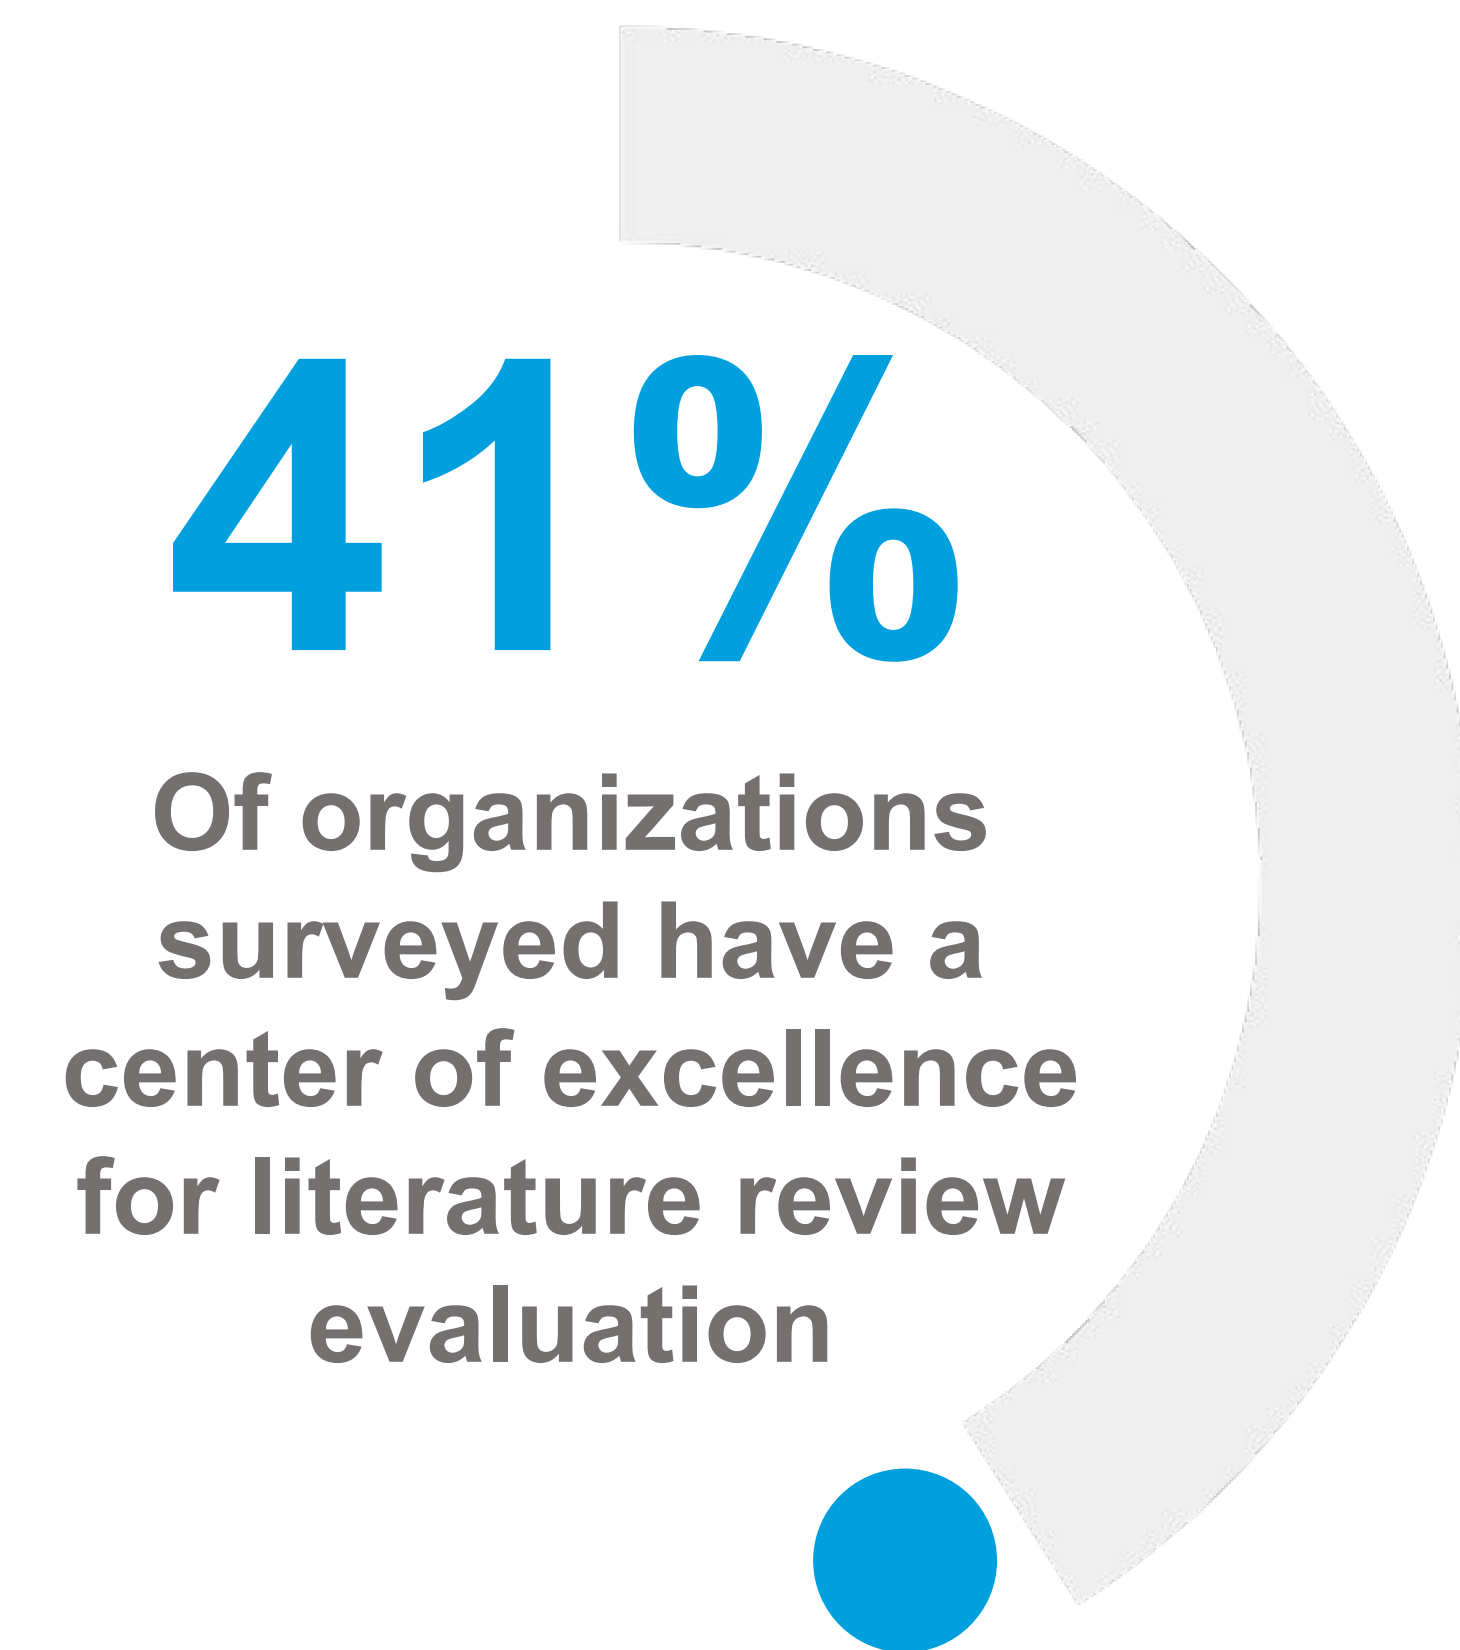 41%
Of organizations
surveyed have a
center of excellence
for literature review
evaluation